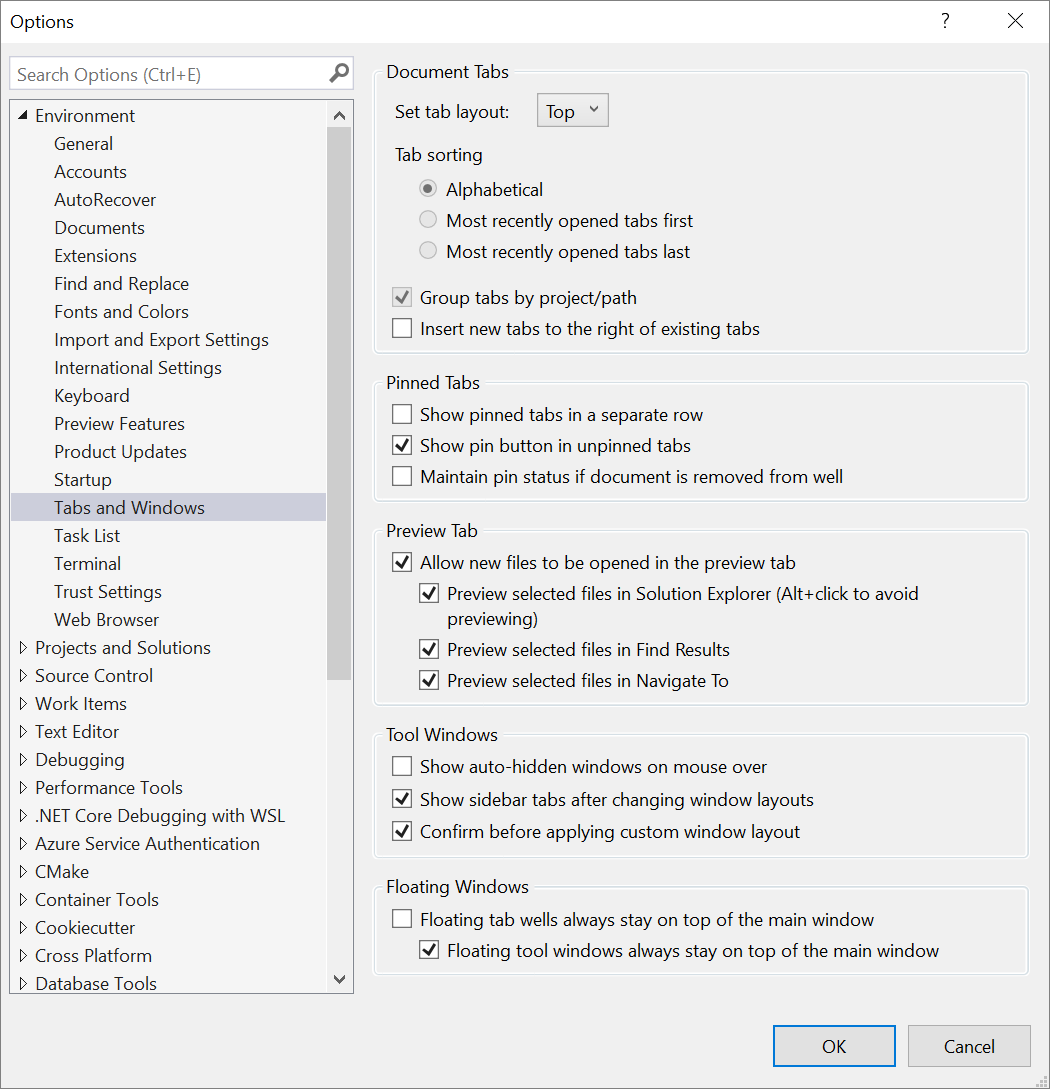 Options
?
Search Options (Ctrl+E)
Environment
General
Accounts
AutoRecover
Documents
Extensions
Find and Replace
Fonts and Colors
Import and Export Settings
International Settings
Keyboard
Preview Features
Product Updates
Startup
Tabs and Windows
Task List
Terminal
Trust Settings
Web Browser
Projects and Solutions
Source Control
Work Items
Text Editor
Debugging
Performance Tools
.NET Core Debugging with WSL
Azure Service Authentication
CMake
Container Tools
Cookiecutter
Cross Platform
Database Tools
Document Tabs
Set tab layout: Top
Tab sorting
Alphabetical
Most recently opened tabs first
Most recently opened tabs last
Group tabs by project/path
Insert new tabs to the right of existing tabs
Pinned Tabs
Show pinned tabs in a separate row
Show pin button in unpinned tabs
Maintain pin status if document is removed from well
Preview Tab
Allow new files to be opened in the preview tab
Preview selected files in Solution Explorer (Alt+click to avoid
previewing)
Preview selected files in Find Results
Preview selected files in Navigate To
Tool Windows
Show auto-hidden windows on mouse over
Show sidebar tabs after changing window layouts
Confirm before applying custom window layout
Floating Windows
Floating tab wells always stay on top of the main window
Floating tool windows always stay on top of the main window
OK
Cancel